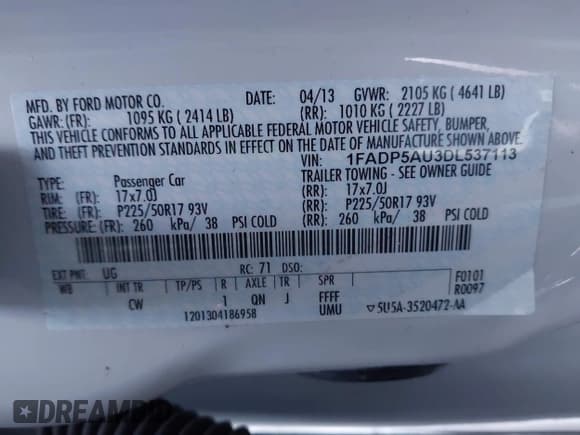 MFD. BY FORD MOTOR CO. DATE: 04/13 GVWR: 2105 KG ( 4641 LB)
GAWR: (FR): 1095 KG ( 2414 LB) (RR): 1010 KG ( 2227 LB)
THIS VEHICLE CONFORMS TO ALL APPLICABLE FEDERAL MOTOR VEHICLE SAFETY, BUMPER,
AND THEFT PREVENTION STANDARDS IN EFFECT ON THE DATE OF MANUFACTURE SHOWN ABOVE.
VIN: 1FADP5AU3DL537113
TYPE: Passenger Car TRAILER TOWING - SEE OWNER GUIDE
RIM: (FR): 17x7.0J (RR): 17x7.0J
TIRE: (FR): P225/50R17 93V (RR): P225/50R17 93V
PRESSURE: (FR): 260 kPa/ 38 PSI COLD (RR): 260 kPa/ 38 PSI COLD
EXT PNT: UG RC: 71 DSO: F0101
WB INT TR TP/PS R AXLE TR SPR R0097
CW 1 QN J FFFF
1201304186958 UMU ▽5U5A-3520472-AA